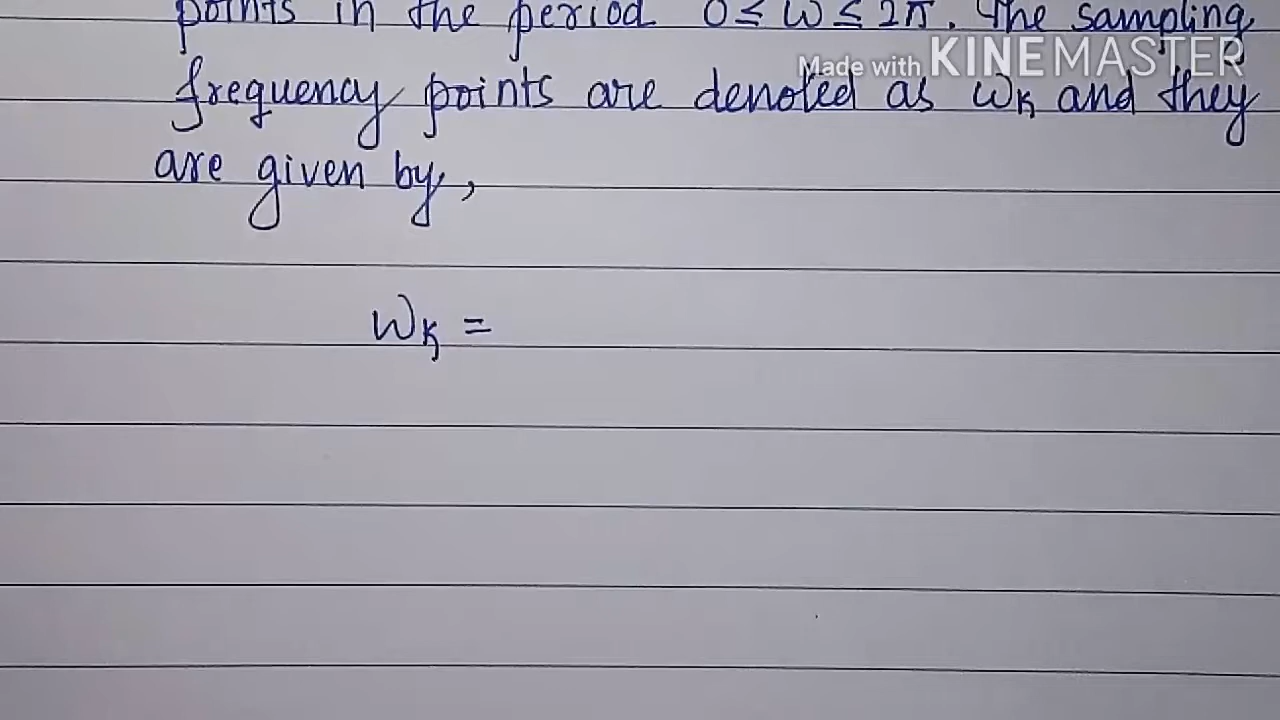 points in the period 0 ≤ ω ≤ 2π. The sampling
Made with KINEMASTER
frequency points are denoted as ωk and they
are given by,
ωk =